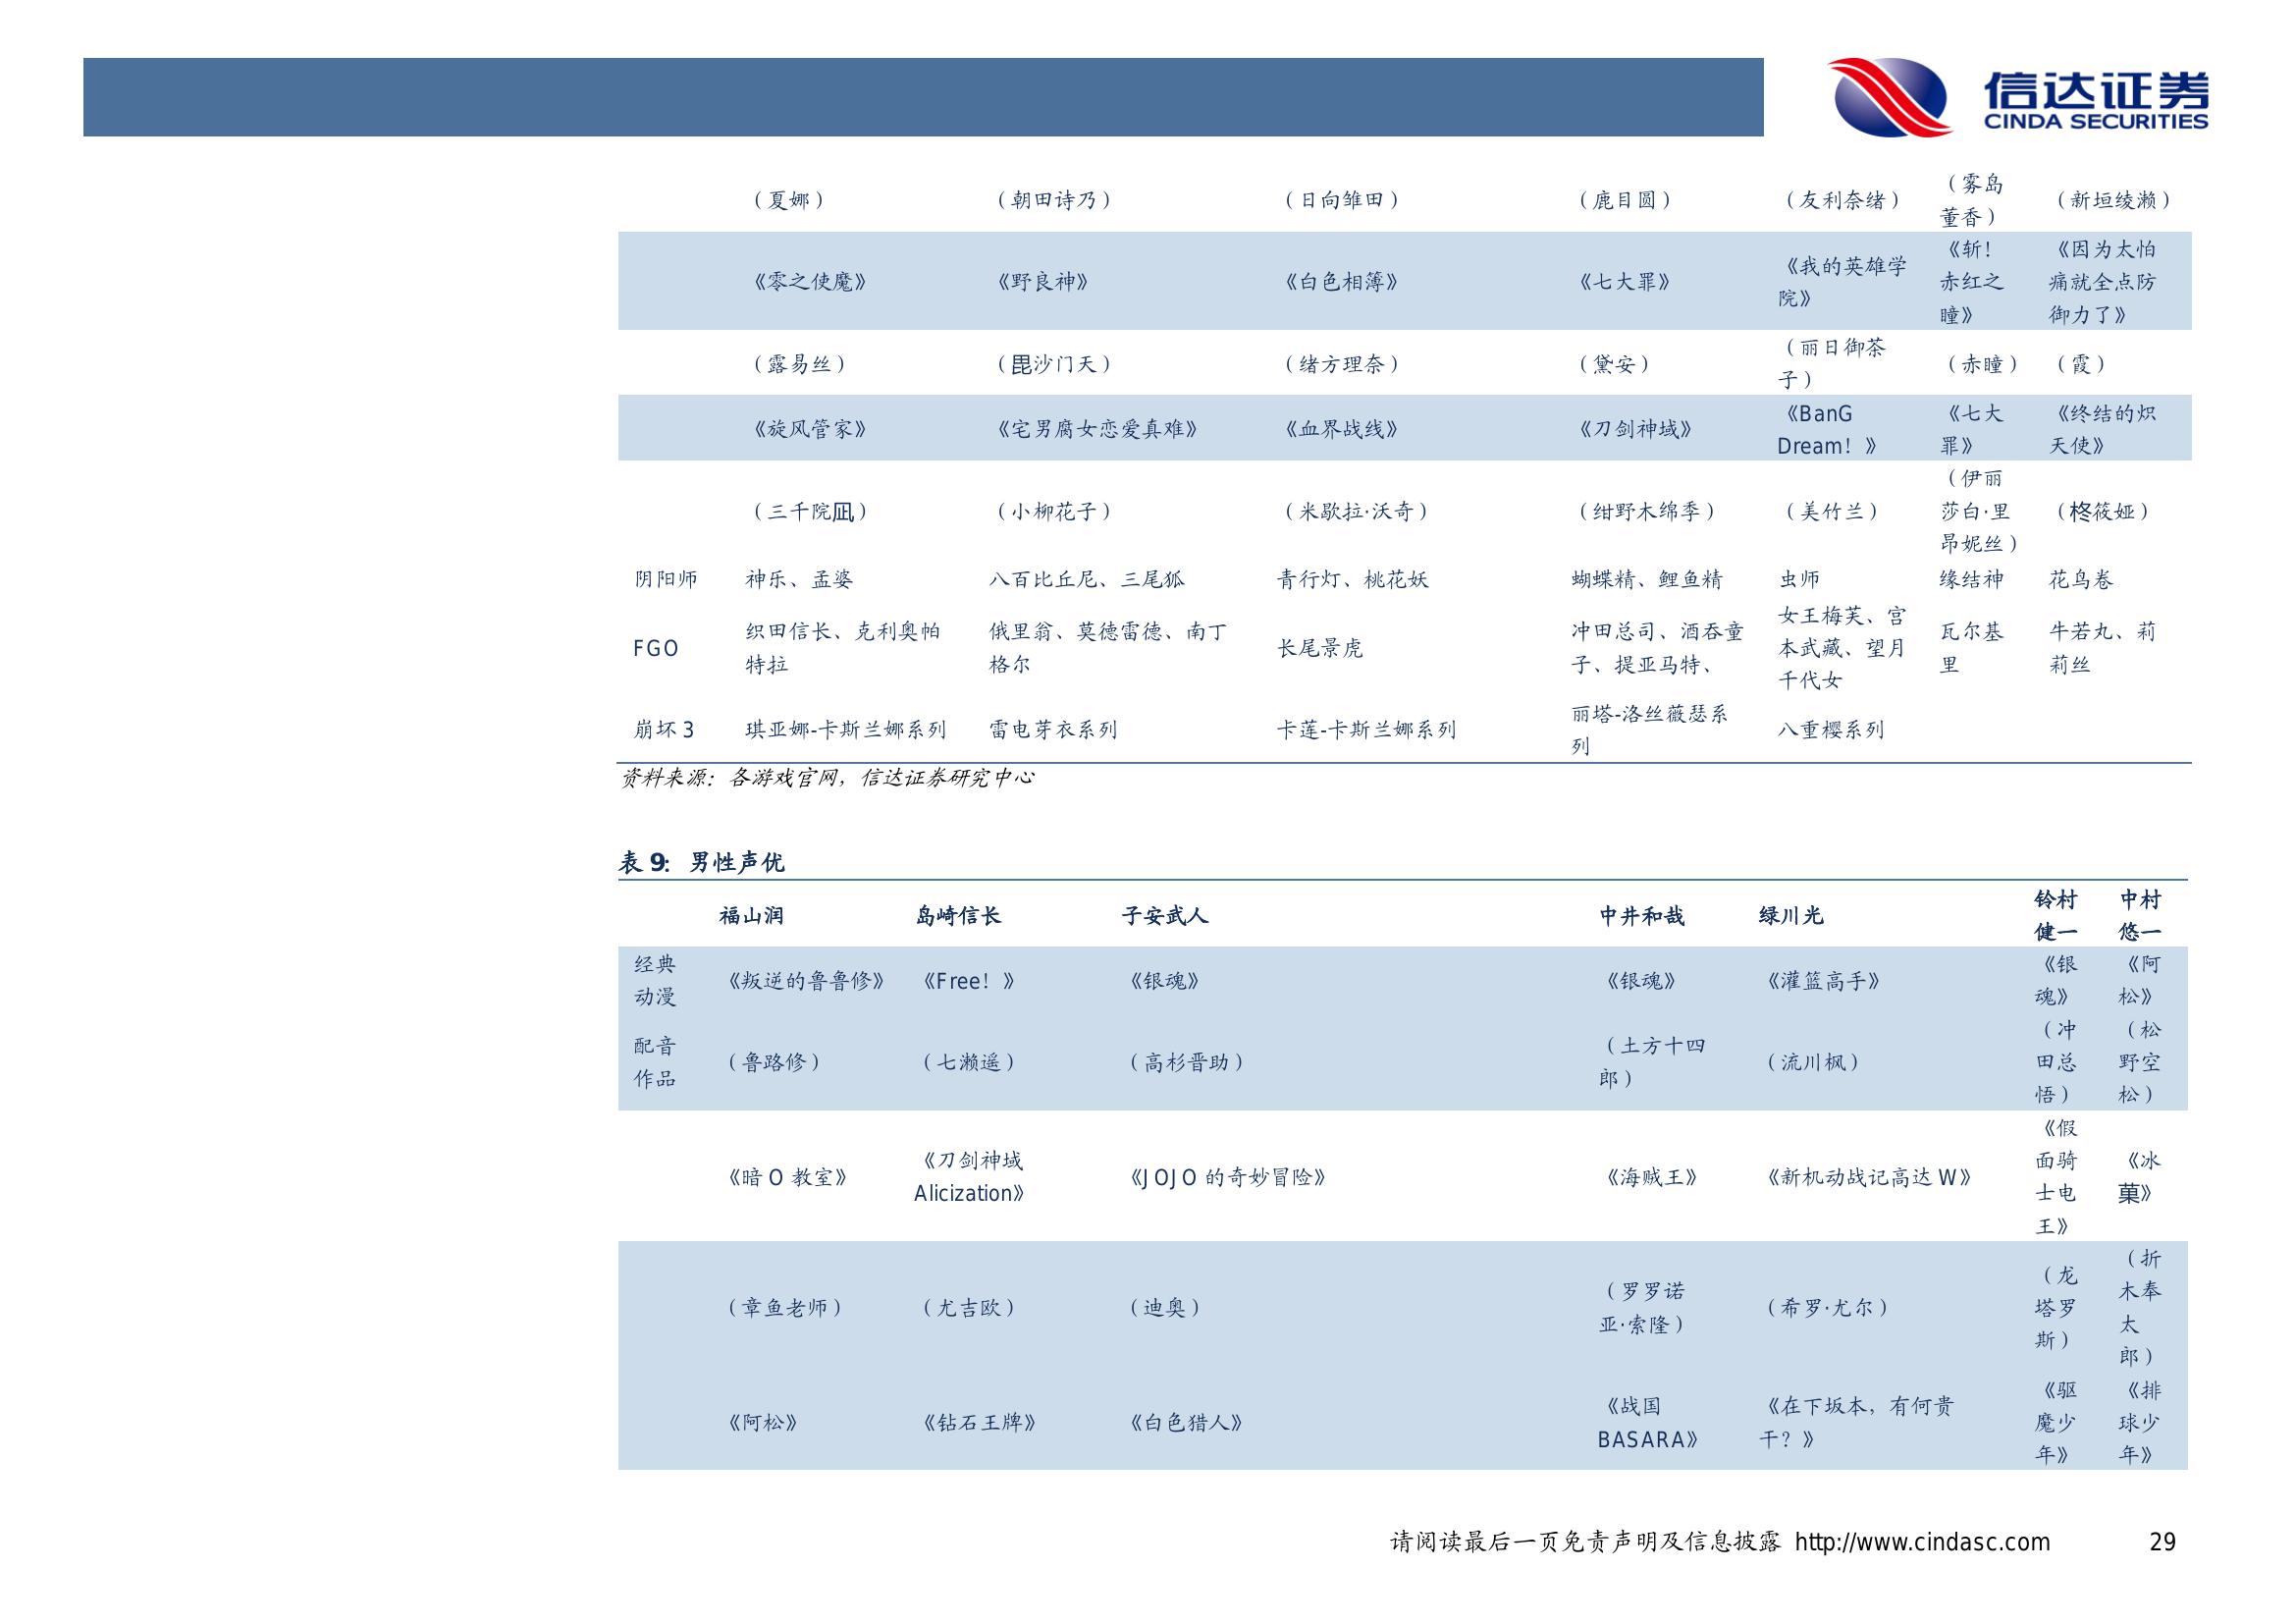 信达证券
CINDA SECURITIES
（夏娜） （朝田诗乃） （日向雏田） （鹿目圆） （友利奈绪） （雾岛董香） （新垣绫濑）
《零之使魔》 《野良神》 《白色相簿》 《七大罪》 《我的英雄学院》 《斩！赤红之瞳》 《因为太怕痛就全点防御力了》
（露易丝） （毘沙门天） （绪方理奈） （黛安） （丽日御茶子） （赤瞳） （霞）
《旋风管家》 《宅男腐女恋爱真难》 《血界战线》 《刀剑神域》 《BanG Dream！》 《七大罪》 《终结的炽天使》
（三千院凪） （小柳花子） （米歇拉·沃奇） （绀野木绵季） （美竹兰） （伊丽莎白·里昂妮丝） （柊筱娅）
阴阳师 神乐、孟婆 八百比丘尼、三尾狐 青行灯、桃花妖 蝴蝶精、鲤鱼精 虫师 缘结神 花鸟卷
FGO 织田信长、克利奥帕特拉 俄里翁、莫德雷德、南丁格尔 长尾景虎 冲田总司、酒吞童子、提亚马特、 女王梅芙、宫本武藏、望月千代女 瓦尔基里 牛若丸、莉莉丝
崩坏 3 琪亚娜-卡斯兰娜系列 雷电芽衣系列 卡莲-卡斯兰娜系列 丽塔-洛丝薇瑟系列 八重樱系列
资料来源：各游戏官网，信达证券研究中心
表 9：男性声优
福山润 岛崎信长 子安武人 中井和哉 绿川光 铃村健一 中村悠一
经典动漫 《叛逆的鲁鲁修》 《Free！》 《银魂》 《银魂》 《灌篮高手》 《银魂》 《阿松》
配音作品 （鲁路修） （七濑遥） （高杉晋助） （土方十四郎） （流川枫） （冲田总悟） （松野空松）
《暗 O 教室》 《刀剑神域 Alicization》 《JOJO 的奇妙冒险》 《海贼王》 《新机动战记高达 W》 《假面骑士电王》 《冰菓》
（章鱼老师） （尤吉欧） （迪奥） （罗罗诺亚·索隆） （希罗·尤尔） （龙塔罗斯） （折木奉太郎）
《阿松》 《钻石王牌》 《白色猎人》 《战国 BASARA》 《在下坂本，有何贵干？》 《驱魔少年》 《排球少年》
请阅读最后一页免责声明及信息披露 http://www.cindasc.com 29